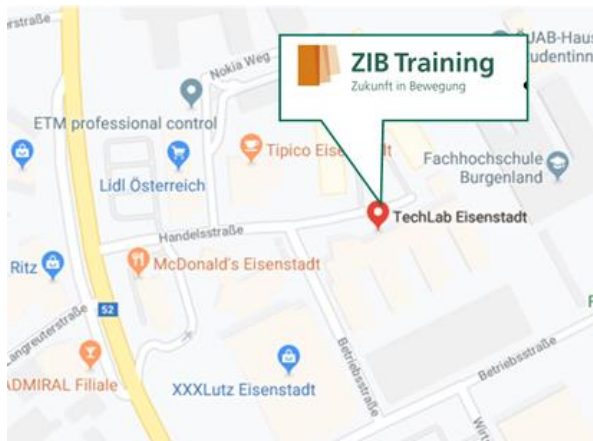 ZIB Training
Zukunft in Bewegung
Nokia Weg
ETM professional control
Tipico Eisenstadt
Lidl Österreich
Fachhochschule
Burgenland
TechLab Eisenstadt
Handelsstraße
McDonald's Eisenstadt
Ritz
52
ADMIRAL Filiale
XXXLutz Eisenstadt
Betriebsstraße
Betriebsstraße